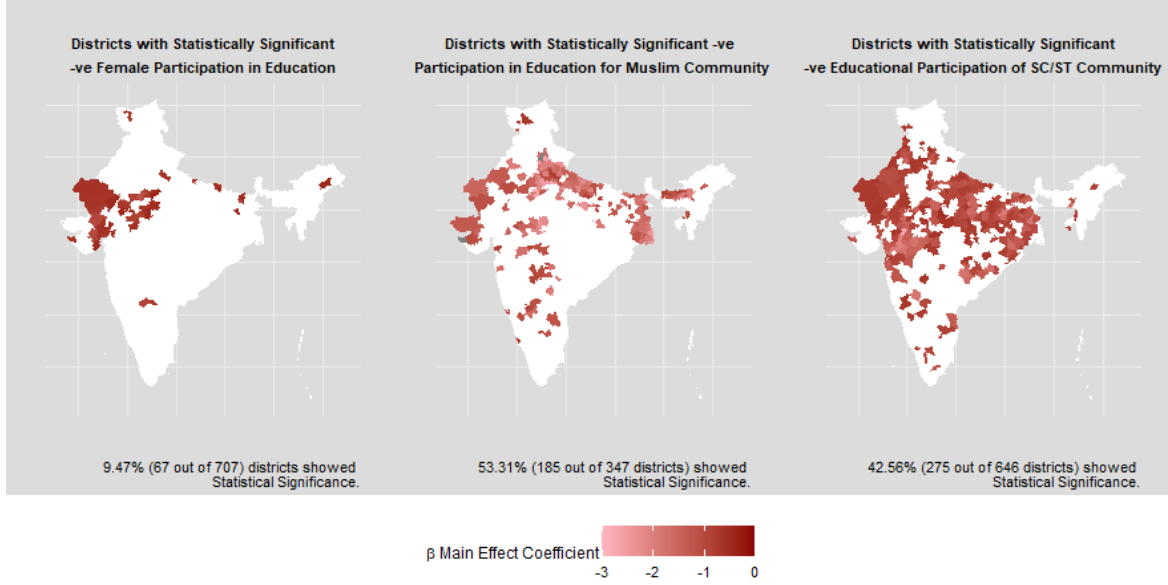 Districts with Statistically Significant
-ve Female Participation in Education
Districts with Statistically Significant -ve
Participation in Education for Muslim Community
Districts with Statistically Significant
-ve Educational Participation of SC/ST Community
9.47% (67 out of 707) districts showed
Statistical Significance.
53.31% (185 out of 347 districts) showed
Statistical Significance.
42.56% (275 out of 646 districts) showed
Statistical Significance.
β Main Effect Coefficient
-3 -2 -1 0